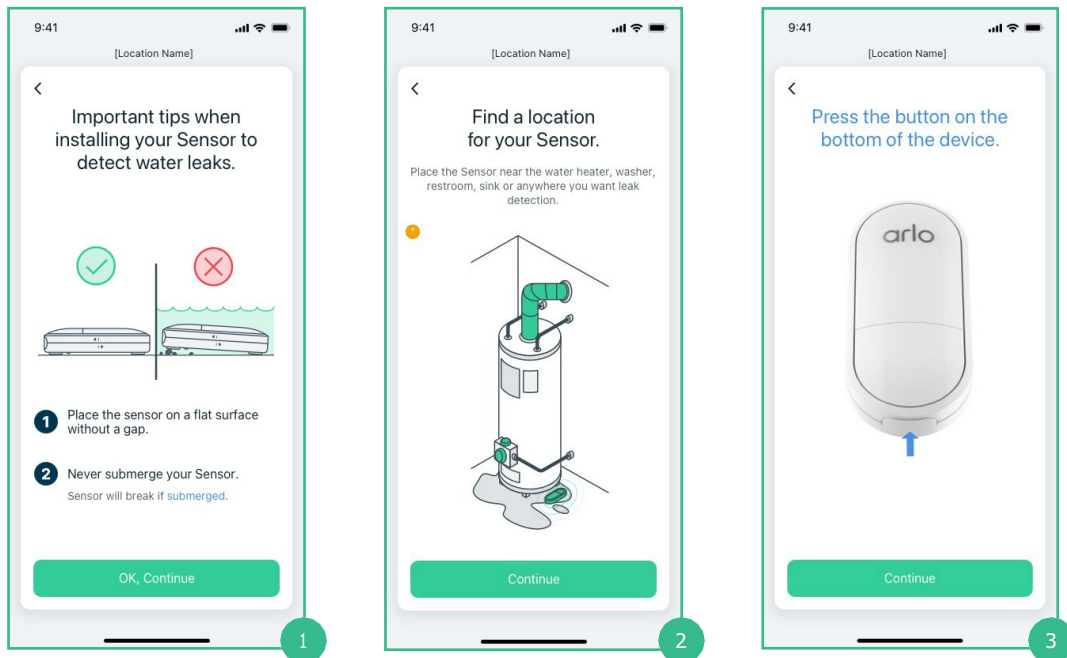 9:41
[Location Name]
Important tips when
installing your Sensor to
detect water leaks.
1 Place the sensor on a flat surface
without a gap.
2 Never submerge your Sensor.
Sensor will break if submerged.
OK, Continue
1
9:41
[Location Name]
Find a location
for your Sensor.
Place the Sensor near the water heater, washer,
restroom, sink or anywhere you want leak
detection.
Continue
2
9:41
[Location Name]
Press the button on the
bottom of the device.
arlo
Continue
3